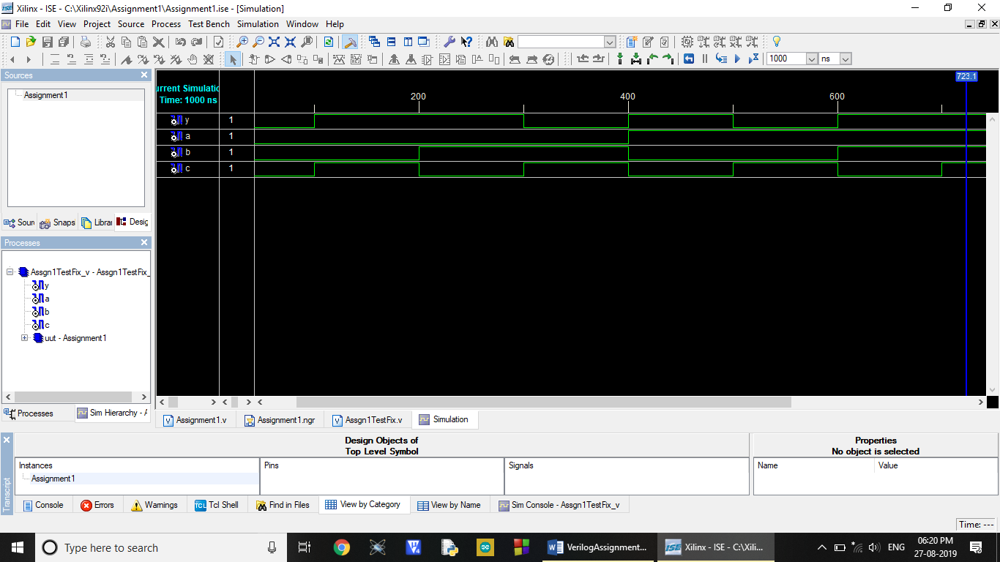 Xilinx - ISE - C:\Xilinx92i\Assignment1\Assignment1.ise - [Simulation]
File Edit View Project Source Process Test Bench Simulation Window Help
1000 ns
Sources
Assignment1
Sour Snaps Librar Desig
Processes
Assgn1TestFix_v - Assgn1TestFix_
y
a
b
c
uut - Assignment1
Processes Sim Hierarchy - A
urrent Simulatio
Time: 1000 ns
200 400 600
723.1
y 1
a 1
b 1
c 1
Assignment1.v Assignment1.ngr Assgn1TestFix.v Simulation
Transcript
Design Objects of
Top Level Symbol
Properties
No object is selected
Instances Pins Signals Name Value
Assignment1
Console Errors Warnings Tcl Shell Find in Files View by Category View by Name Sim Console - Assgn1TestFix_v
Time: ---
Type here to search
VerilogAssignment...
Xilinx - ISE - C:\Xili...
ENG
06:20 PM
27-08-2019